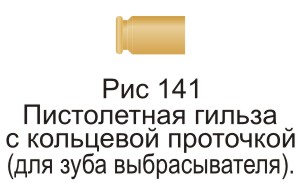 Рис 141
Пистолетная гильза
с кольцевой проточкой
(для зуба выбрасывателя).